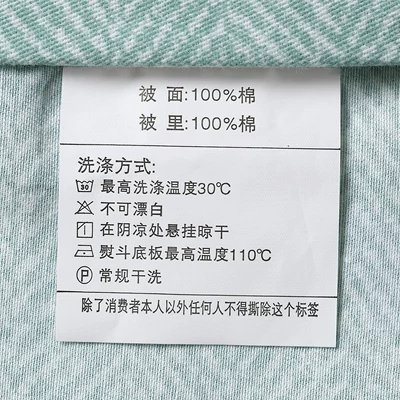 被 面:100%棉
被 里:100%棉
洗涤方式:
30 最高洗涤温度30℃
不可漂白
在阴凉处悬挂晾干
熨斗底板最高温度110℃
P 常规干洗
除了消费者本人以外任何人不得撕除这个标签